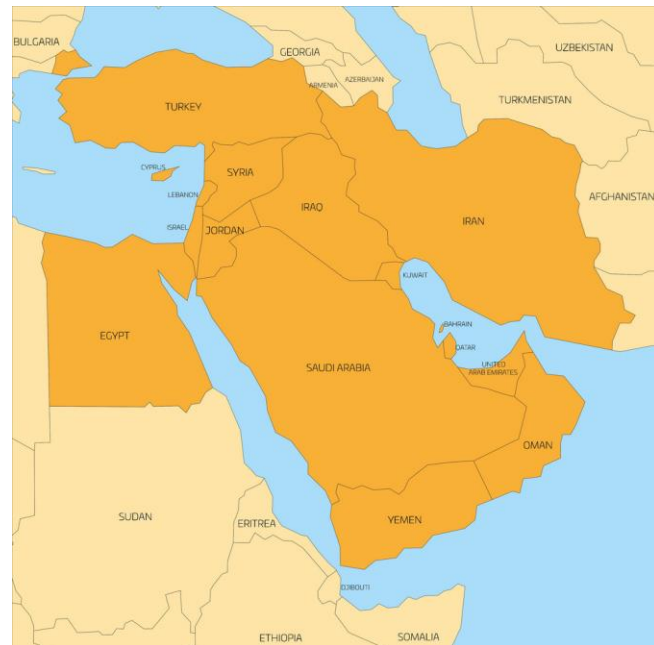 BULGARIA
GEORGIA
UZBEKISTAN
ARMENIA
AZERBAIJAN
TURKMENISTAN
TURKEY
CYPRUS
SYRIA
LEBANON
AFGHANISTAN
IRAQ
IRAN
ISRAEL
JORDAN
KUWAIT
BAHRAIN
EGYPT
QATAR
SAUDI ARABIA
UNITED
ARAB EMIRATES
OMAN
SUDAN
YEMEN
ERITREA
DJIBOUTI
ETHIOPIA
SOMALIA